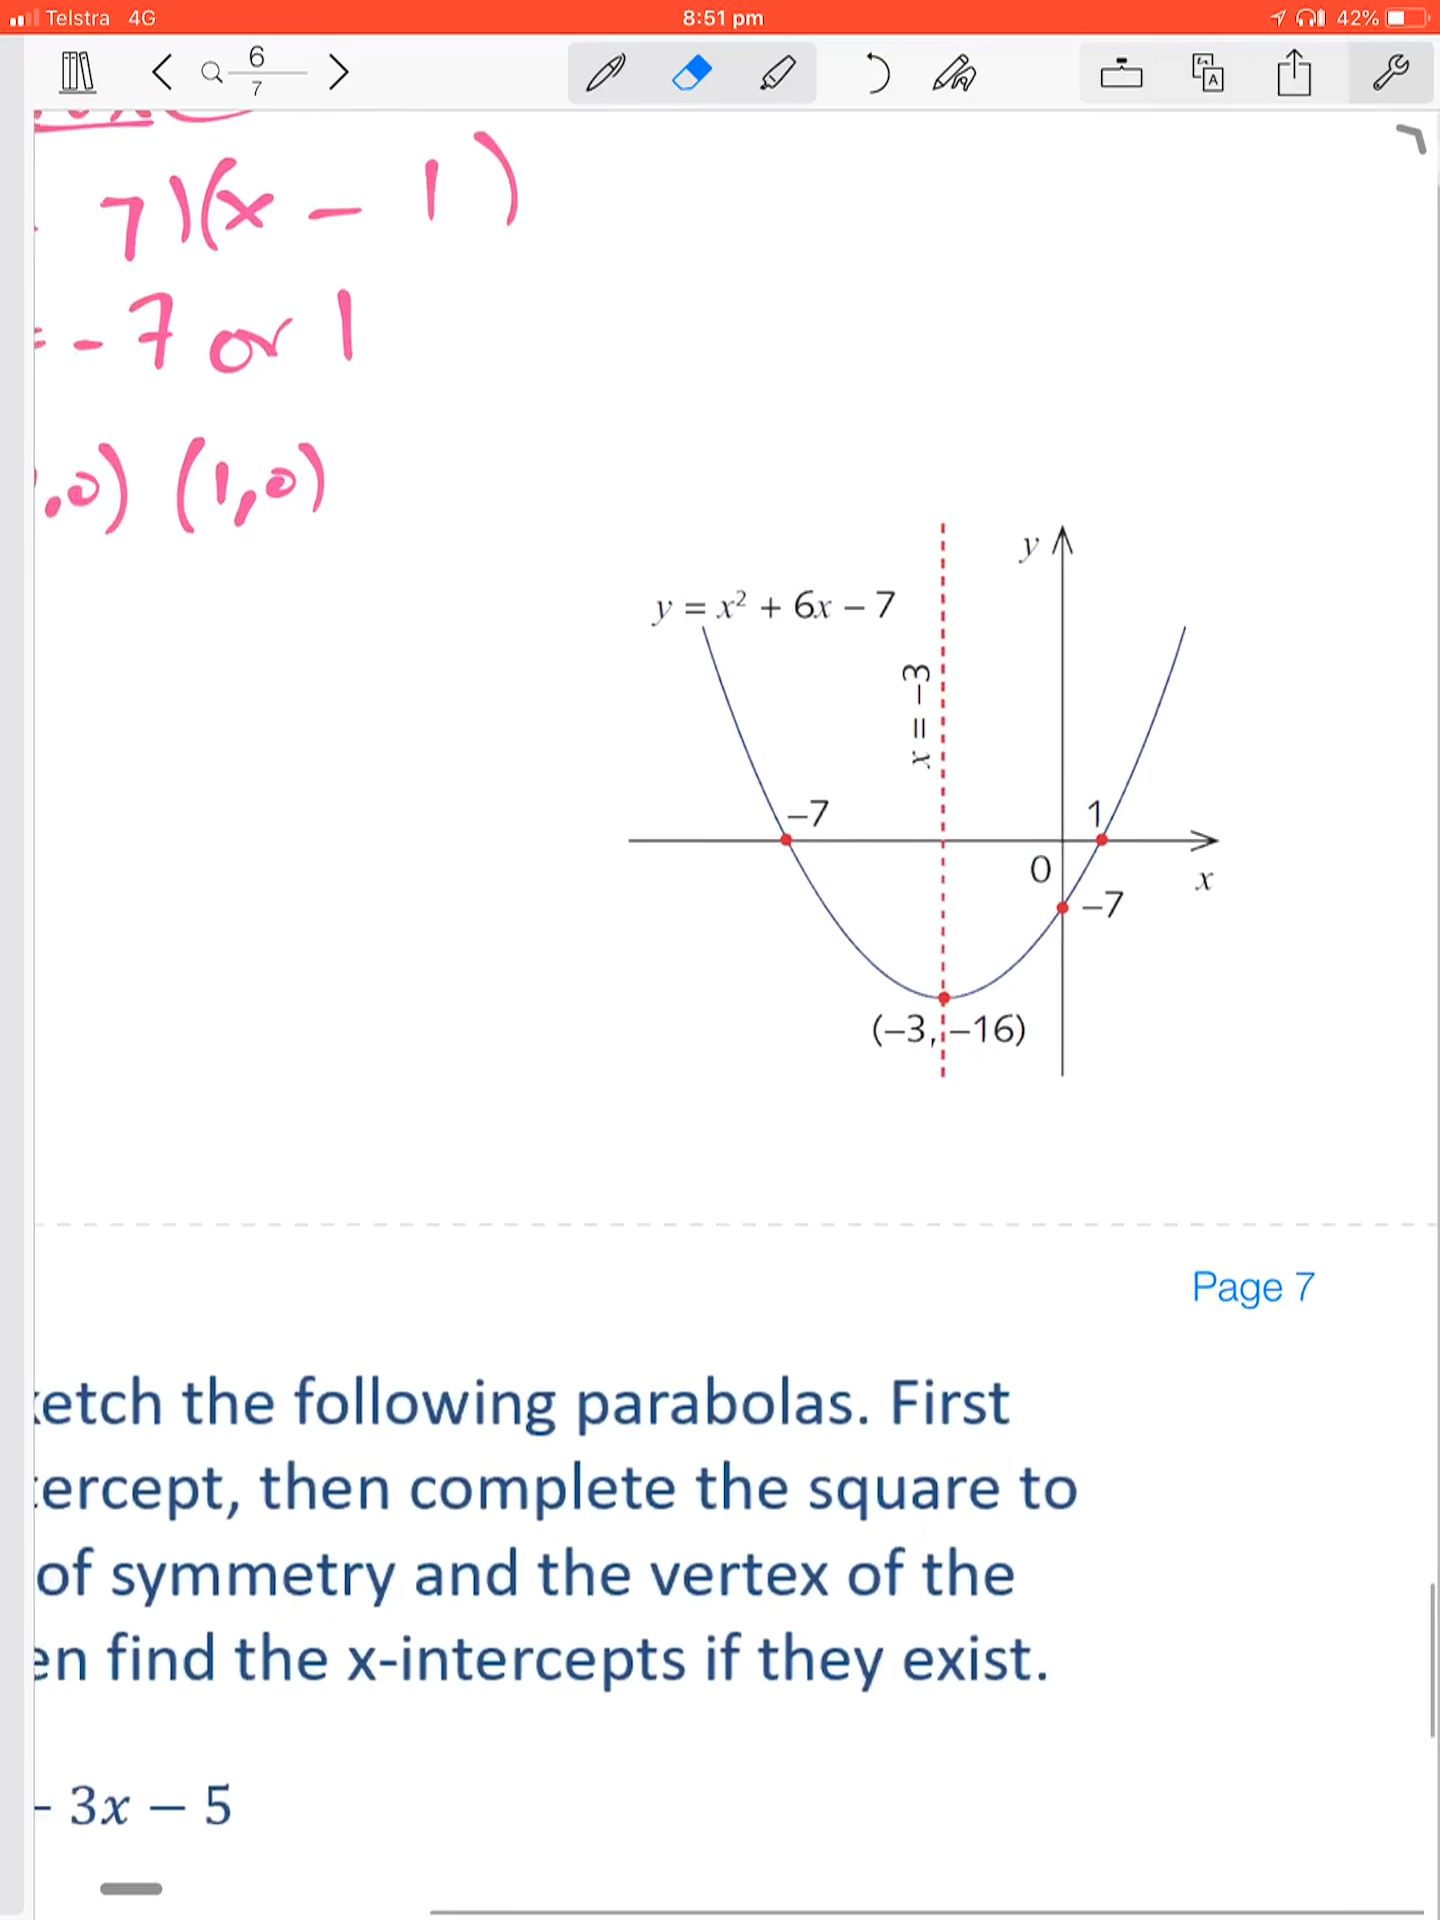 Telstra 4G 8:51 pm 42%
6
7
7)(x – 1)
= - 7 or 1
,0) (1,0)
y
y = x² + 6x – 7
x = –3
–7
1
0
x
–7
(–3, –16)
Page 7
etch the following parabolas. First
ercept, then complete the square to
of symmetry and the vertex of the
en find the x-intercepts if they exist.
– 3x – 5